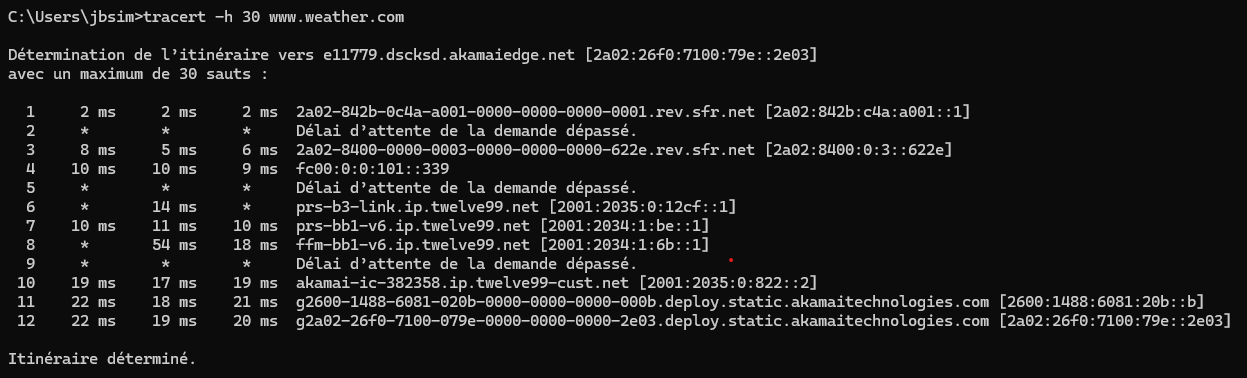 C:\Users\jbsim>tracert -h 30 www.weather.com
Détermination de l’itinéraire vers e11779.dscksd.akamaiedge.net [2a02:26f0:7100:79e::2e03]
avec un maximum de 30 sauts :
1 2 ms 2 ms 2 ms 2a02-842b-0c4a-a001-0000-0000-0000-0001.rev.sfr.net [2a02:842b:c4a:a001::1]
2 * * * Délai d’attente de la demande dépassé.
3 8 ms 5 ms 6 ms 2a02-8400-0000-0003-0000-0000-0000-622e.rev.sfr.net [2a02:8400:0:3::622e]
4 10 ms 10 ms 9 ms fc00:0:0:101::339
5 * * * Délai d’attente de la demande dépassé.
6 * 14 ms * prs-b3-link.ip.twelve99.net [2001:2035:0:12cf::1]
7 10 ms 11 ms 10 ms prs-bb1-v6.ip.twelve99.net [2001:2034:1:be::1]
8 * 54 ms 18 ms ffm-bb1-v6.ip.twelve99.net [2001:2034:1:6b::1]
9 * * * Délai d’attente de la demande dépassé.
10 19 ms 17 ms 19 ms akamai-ic-382358.ip.twelve99-cust.net [2001:2035:0:822::2]
11 22 ms 18 ms 21 ms g2600-1488-6081-020b-0000-0000-0000-000b.deploy.static.akamaitechnologies.com [2600:1488:6081:20b::b]
12 22 ms 19 ms 20 ms g2a02-26f0-7100-079e-0000-0000-0000-2e03.deploy.static.akamaitechnologies.com [2a02:26f0:7100:79e::2e03]
Itinéraire déterminé.